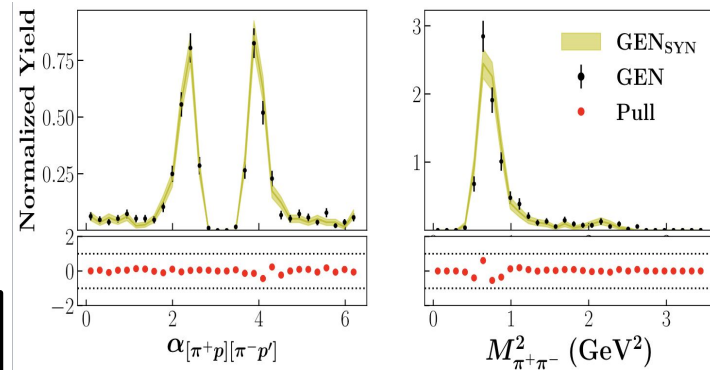 Normalized Yield
0.75
0.50
0.25
2
0
−2
0 2 4 6
α[π⁺p][π⁻p′]
3
2
1
GEN_SYN
GEN
Pull
0 1 2 3
M²π⁺π⁻ (GeV²)